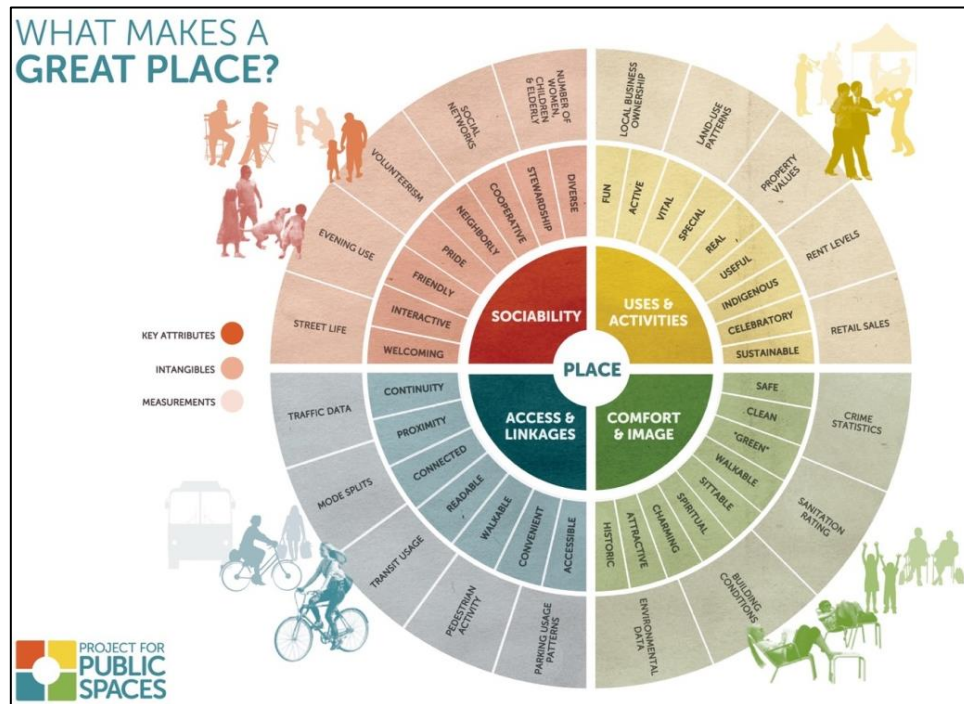 WHAT MAKES A
GREAT PLACE?
KEY ATTRIBUTES
INTANGIBLES
MEASUREMENTS
PLACE
SOCIABILITY
USES &
ACTIVITIES
ACCESS &
LINKAGES
COMFORT
& IMAGE
WELCOMING
INTERACTIVE
FRIENDLY
PRIDE
NEIGHBORLY
COOPERATIVE
STEWARDSHIP
DIVERSE
STREET LIFE
EVENING USE
VOLUNTEERISM
SOCIAL
NETWORKS
NUMBER OF
WOMEN,
CHILDREN
& ELDERLY
FUN
ACTIVE
VITAL
SPECIAL
REAL
USEFUL
INDIGENOUS
CELEBRATORY
SUSTAINABLE
LOCAL BUSINESS
OWNERSHIP
LAND-USE
PATTERNS
PROPERTY
VALUES
RENT LEVELS
RETAIL SALES
SAFE
CLEAN
"GREEN"
WALKABLE
SITTABLE
SPIRITUAL
CHARMING
ATTRACTIVE
HISTORIC
CRIME
STATISTICS
SANITATION
RATING
BUILDING
CONDITIONS
ENVIRONMENTAL
DATA
CONTINUITY
PROXIMITY
CONNECTED
READABLE
WALKABLE
CONVENIENT
ACCESSIBLE
TRAFFIC DATA
MODE SPLITS
TRANSIT USAGE
PEDESTRIAN
ACTIVITY
PARKING USAGE
PATTERNS
PROJECT FOR
PUBLIC
SPACES